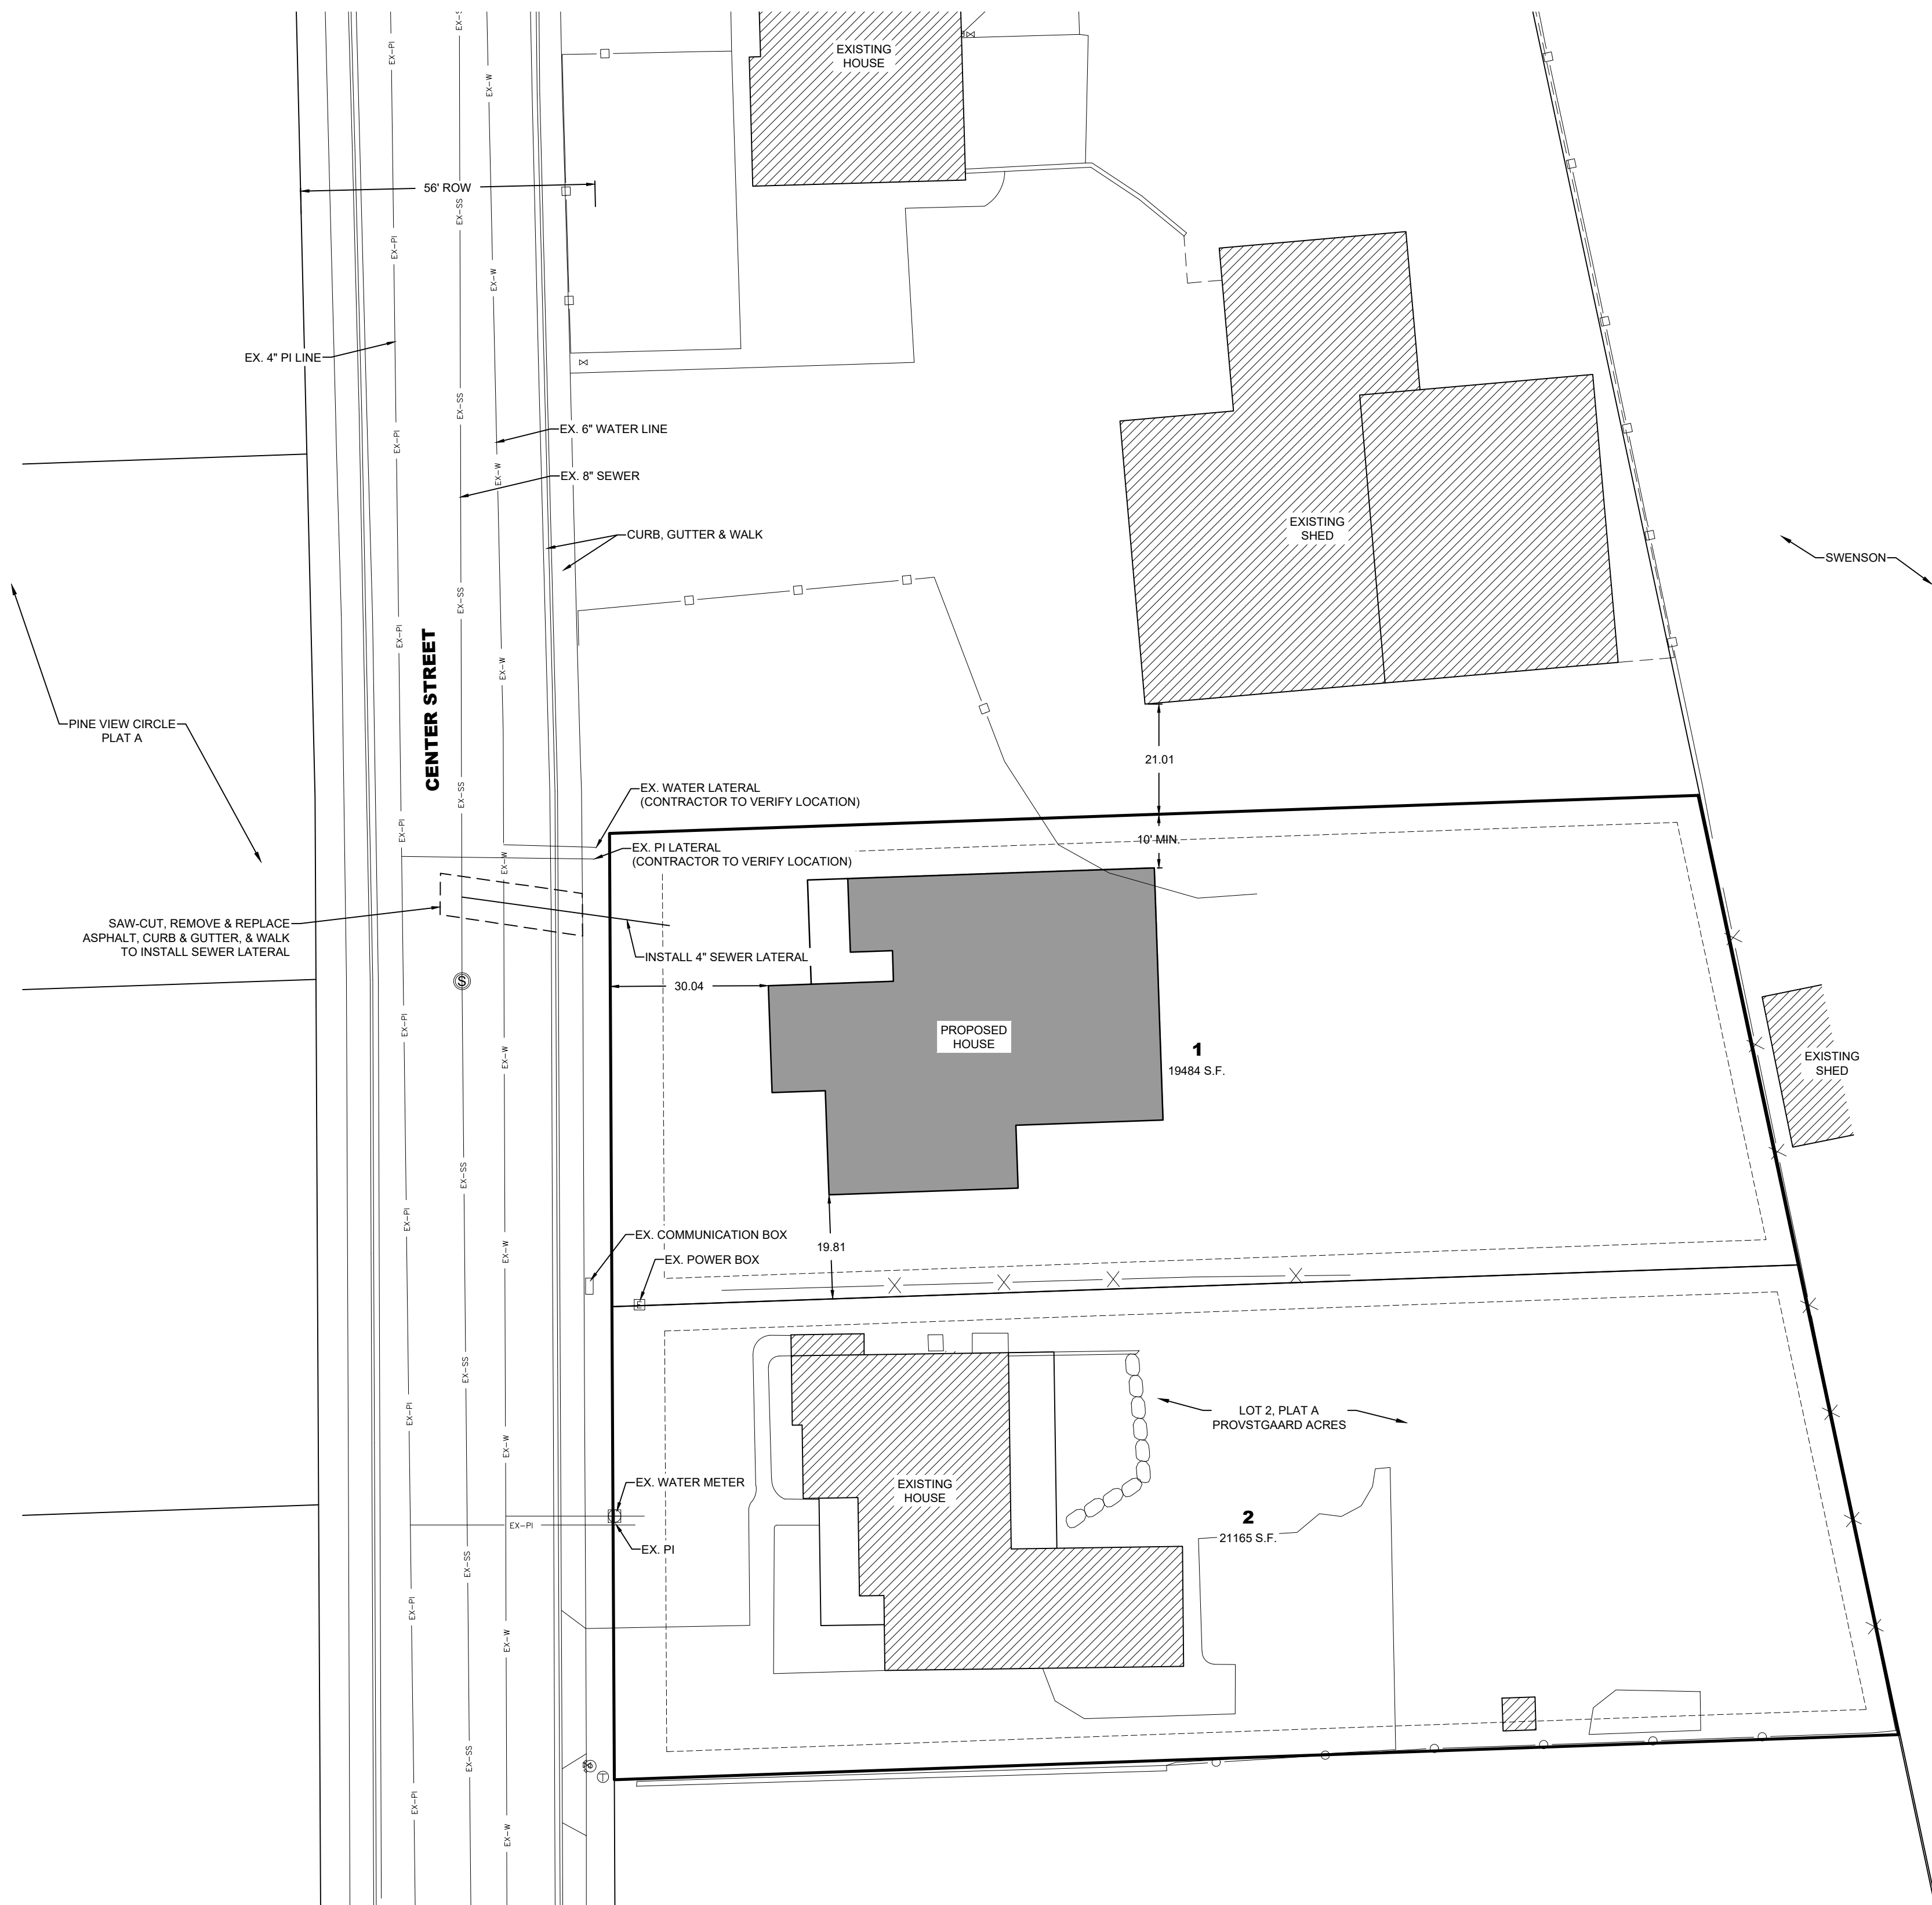 EXISTING
HOUSE
56' ROW
EX-PI
EX-SS
EX-W
EX. 4" PI LINE
EX. 6" WATER LINE
EX. 8" SEWER
CURB, GUTTER & WALK
EXISTING
SHED
SWENSON
CENTER STREET
PINE VIEW CIRCLE
PLAT A
21.01
EX. WATER LATERAL
(CONTRACTOR TO VERIFY LOCATION)
10' MIN.
EX. PI LATERAL
(CONTRACTOR TO VERIFY LOCATION)
SAW-CUT, REMOVE & REPLACE
ASPHALT, CURB & GUTTER, & WALK
TO INSTALL SEWER LATERAL
INSTALL 4" SEWER LATERAL
S
30.04
PROPOSED
HOUSE
1
19484 S.F.
EXISTING
SHED
EX. COMMUNICATION BOX
19.81
EX. POWER BOX
E
LOT 2, PLAT A
PROVSTGAARD ACRES
EX. WATER METER
EXISTING
HOUSE
2
21165 S.F.
EX-PI
EX. PI
T